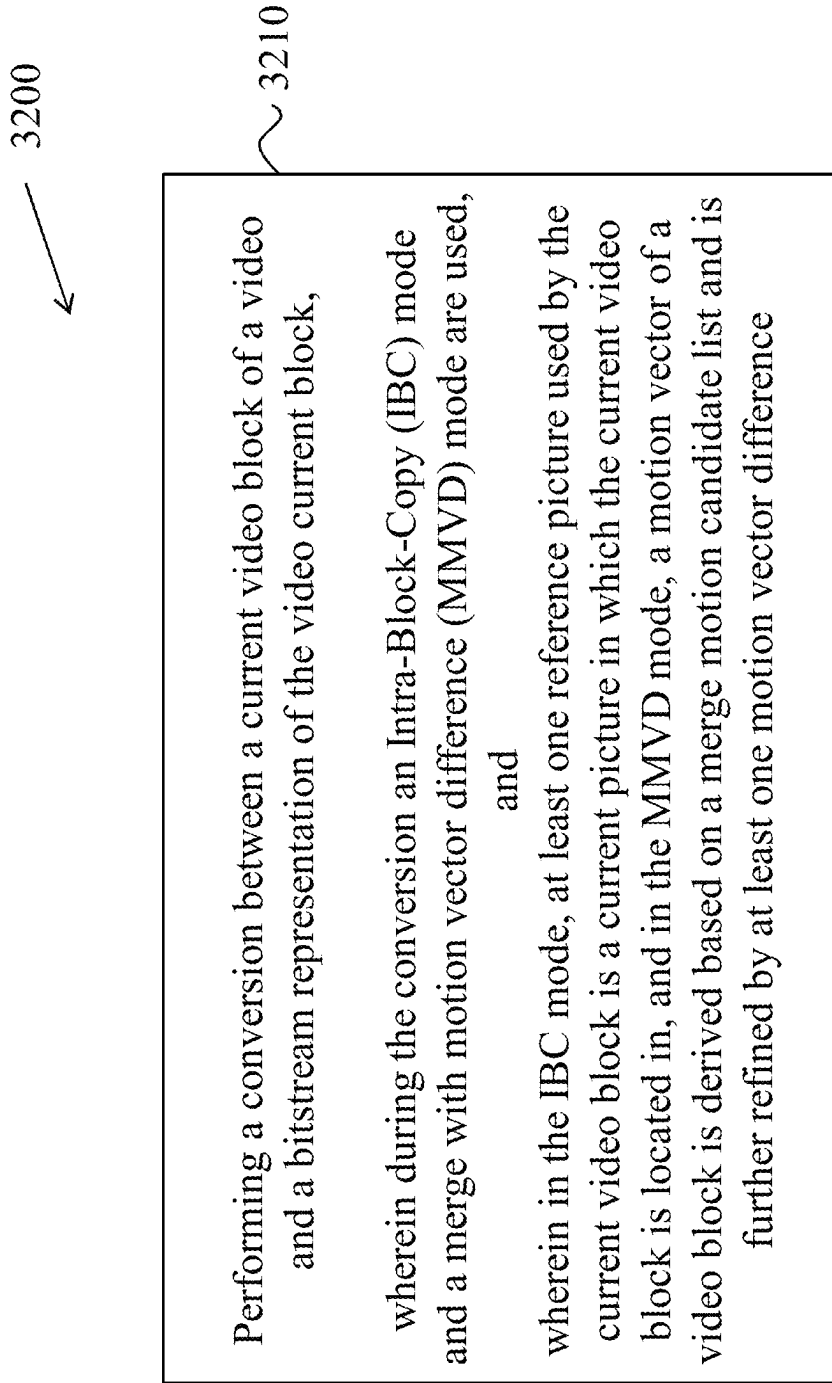 3200
3210
Performing a conversion between a current video block of a video
and a bitstream representation of the video current block,
wherein during the conversion an Intra-Block-Copy (IBC) mode
and a merge with motion vector difference (MMVD) mode are used,
and
wherein in the IBC mode, at least one reference picture used by the
current video block is a current picture in which the current video
block is located in, and in the MMVD mode, a motion vector of a
video block is derived based on a merge motion candidate list and is
further refined by at least one motion vector difference